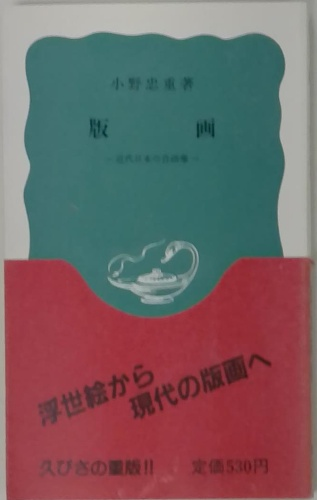 小野忠重著
版画
―近代日本の自画像―
浮世絵から
現代の版画へ
久びさの重版!!
定価530円